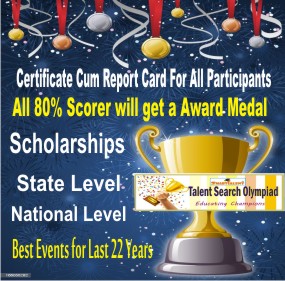 Certificate Cum Report Card For All Participants
All 80% Scorer will get a Award Medal
Scholarships
State Level
National Level
Talent Search Olympiad
Educating Champions
Best Events for Last 22 Years